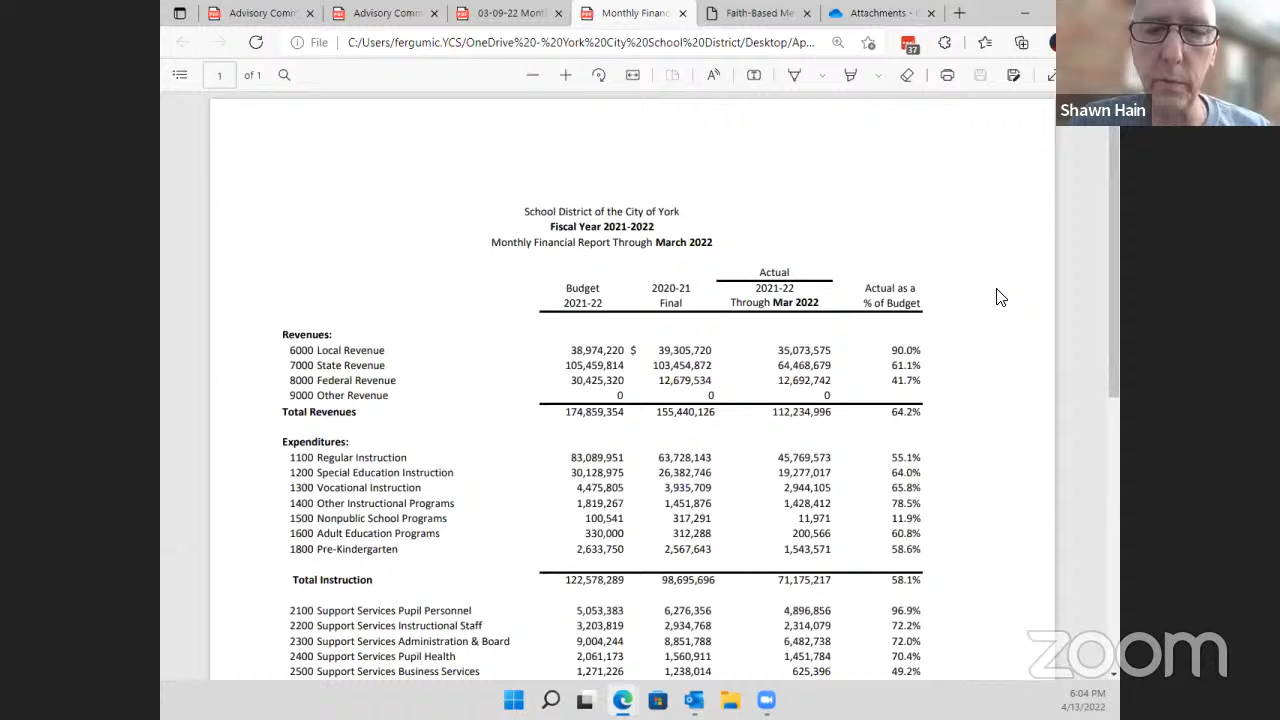 Advisory Com
Advisory Com
03-09-22 Mont
Monthly Financ
Faith-Based Me
Attachments -
File C:/Users/fergumic.YCS/OneDrive%20-%20York%20City%20School%20District/Desktop/Ap... 37
1 of 1
Shawn Hain
School District of the City of York
Fiscal Year 2021-2022
Monthly Financial Report Through March 2022
Actual
Budget 2020-21 2021-22 Actual as a
2021-22 Final Through Mar 2022 % of Budget
Revenues:
6000 Local Revenue 38,974,220 $ 39,305,720 35,073,575 90.0%
7000 State Revenue 105,459,814 103,454,872 64,468,679 61.1%
8000 Federal Revenue 30,425,320 12,679,534 12,692,742 41.7%
9000 Other Revenue 0 0 0
Total Revenues 174,859,354 155,440,126 112,234,996 64.2%
Expenditures:
1100 Regular Instruction 83,089,951 63,728,143 45,769,573 55.1%
1200 Special Education Instruction 30,128,975 26,382,746 19,277,017 64.0%
1300 Vocational Instruction 4,475,805 3,935,709 2,944,105 65.8%
1400 Other Instructional Programs 1,819,267 1,451,876 1,428,412 78.5%
1500 Nonpublic School Programs 100,541 317,291 11,971 11.9%
1600 Adult Education Programs 330,000 312,288 200,566 60.8%
1800 Pre-Kindergarten 2,633,750 2,567,643 1,543,571 58.6%
Total Instruction 122,578,289 98,695,696 71,175,217 58.1%
2100 Support Services Pupil Personnel 5,053,383 6,276,356 4,896,856 96.9%
2200 Support Services Instructional Staff 3,203,819 2,934,768 2,314,079 72.2%
2300 Support Services Administration & Board 9,004,244 8,851,788 6,482,738 72.0%
2400 Support Services Pupil Health 2,061,173 1,560,911 1,451,784 70.4%
2500 Support Services Business Services 1,271,226 1,238,014 625,396 49.2%
zoom
6:04 PM
4/13/2022